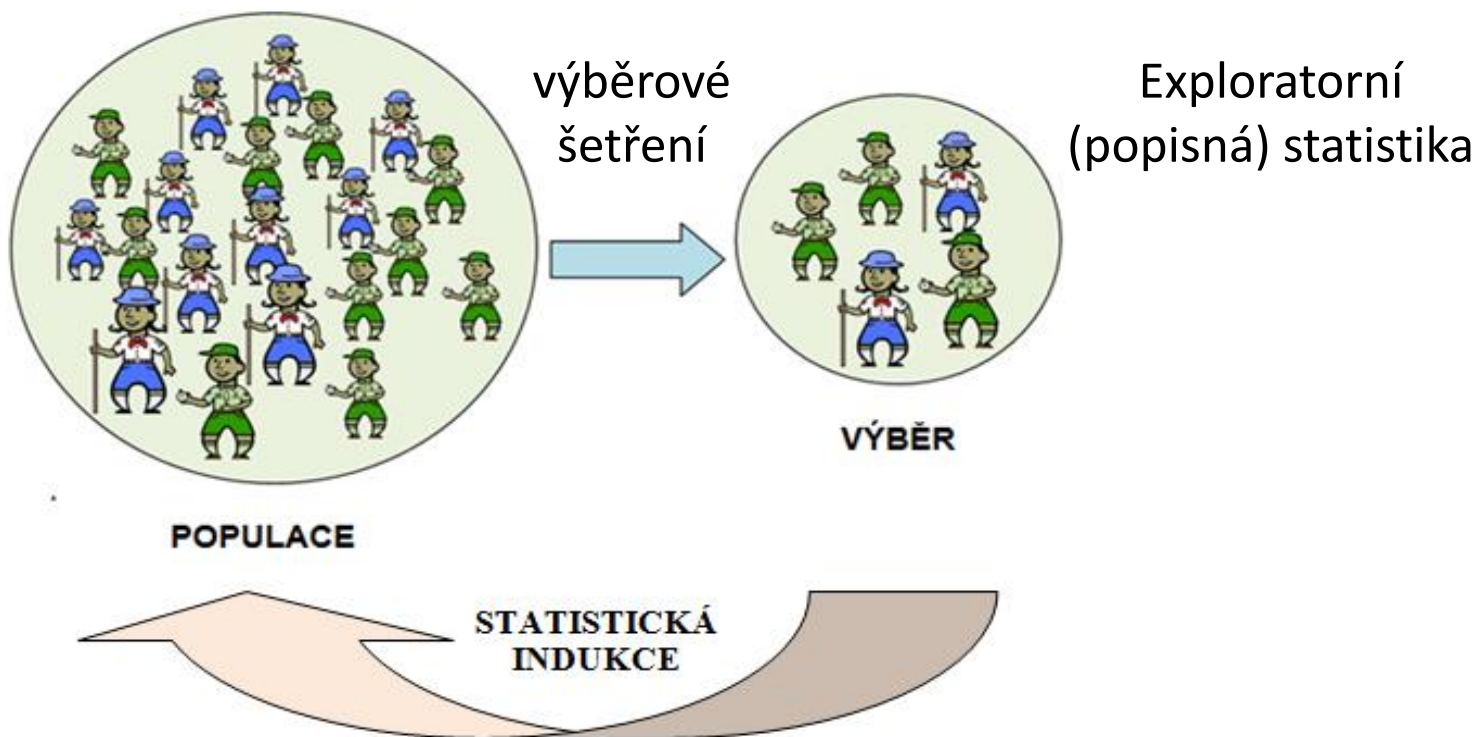 výběrové
šetření
Exploratorní
(popisná) statistika
VÝBĚR
POPULACE
STATISTICKÁ
INDUKCE